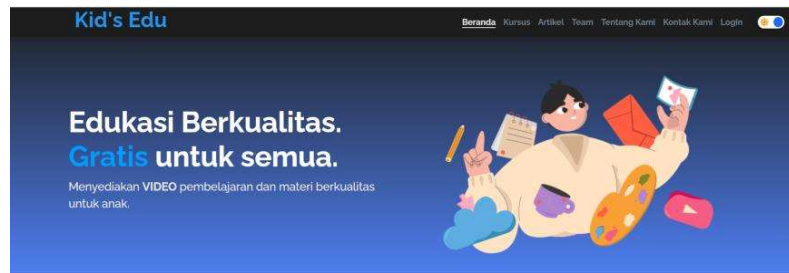 Kid's Edu
Beranda Kursus Artikel Team Tentang Kami Kontak Kami Login
Edukasi Berkualitas.
Gratis untuk semua.
Menyediakan VIDEO pembelajaran dan materi berkualitas
untuk anak.